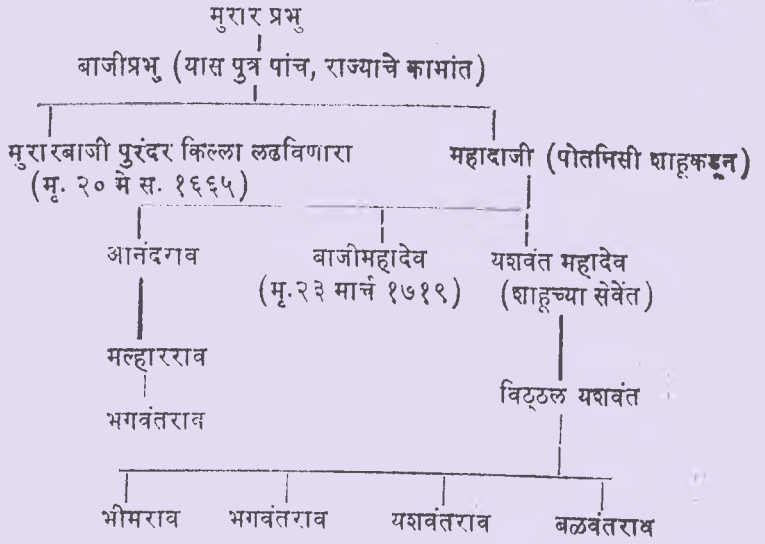 मुरार प्रभु
बाजीप्रभु (यास पुत्र पांच, राज्याचे कामांत)
मुरारबाजी पुरंदर किल्ला लढविणारा महादाजी (पोतनिसी शाहूकडून)
(मृ. २० मे स. १६६५)
आनंदराव बाजीमहादेव यशवंत महादेव
(मृ.२३ मार्च १७१९) (शाहूच्या सेवेंत)
मल्हारराव
विठ्ठल यशवंत
भगवंतराव
भीमराव भगवंतराव यशवंतराव बळवंतराव